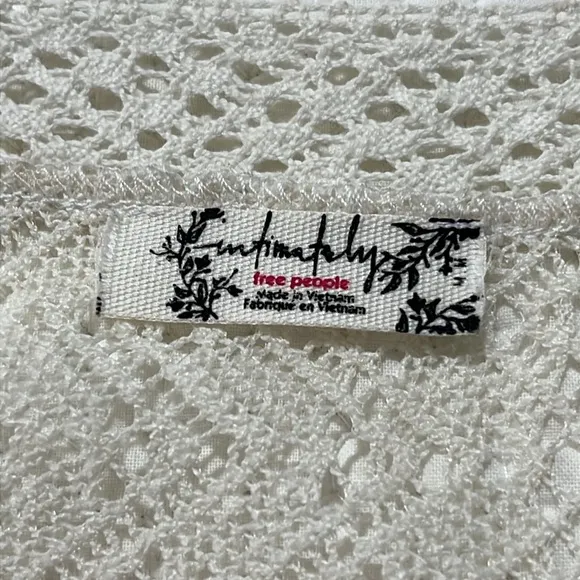 intimately
free people
Made in Vietnam
Fabrique en Vietnam